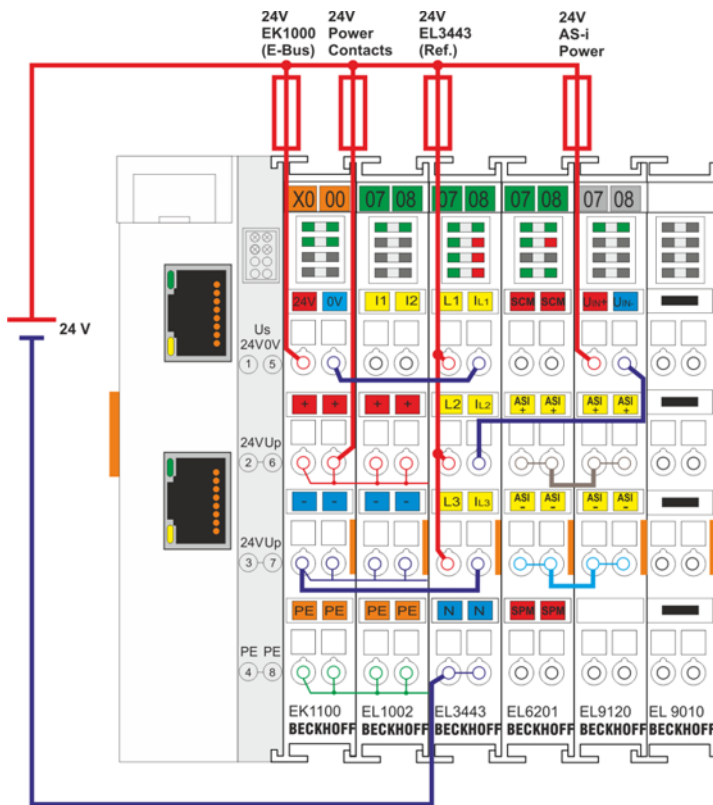 24V 24V 24V 24V
EK1000 Power EL3443 AS-i
(E-Bus) Contacts (Ref.) Power
X0 00 07 08 07 08 07 08 07 08
24V 0V I1 I2 L1 IL1 SCM SCM UIN+ UIN-
24 V
Us
24V0V
1 5
+ + + + L2 IL2 ASI + ASI + ASI + ASI +
24VUp
2 6
- - - - L3 IL3 ASI - ASI - ASI - ASI -
24VUp
3 7
PE PE PE PE N N SPM SPM
PE PE
4 8
EK1100 EL1002 EL3443 EL6201 EL9120 EL 9010
BECKHOFF BECKHOFF BECKHOFF BECKHOFF BECKHOFF BECKHOFF